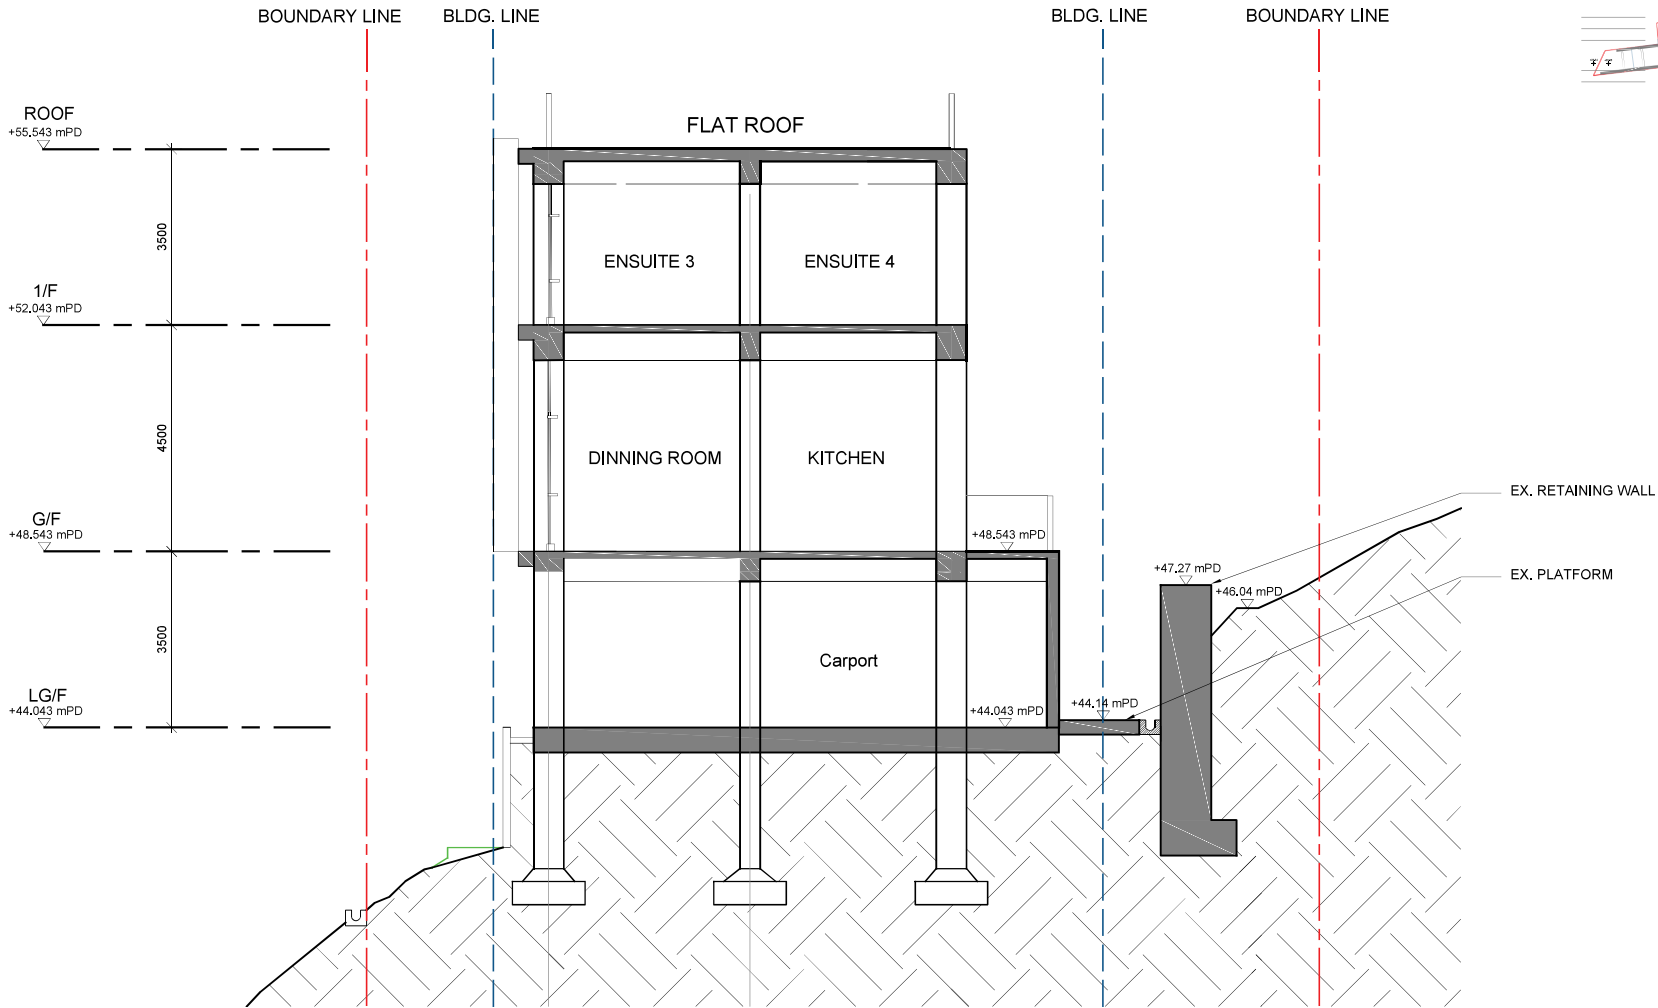 BOUNDARY LINE
BLDG. LINE
BLDG. LINE
BOUNDARY LINE
ROOF
+55.543 mPD
FLAT ROOF
3500
ENSUITE 3
ENSUITE 4
1/F
+52.043 mPD
4500
DINNING ROOM
KITCHEN
EX. RETAINING WALL
G/F
+48.543 mPD
+48.543 mPD
+47.27 mPD
EX. PLATFORM
+46.04 mPD
3500
Carport
LG/F
+44.043 mPD
+44.043 mPD
+44.14 mPD